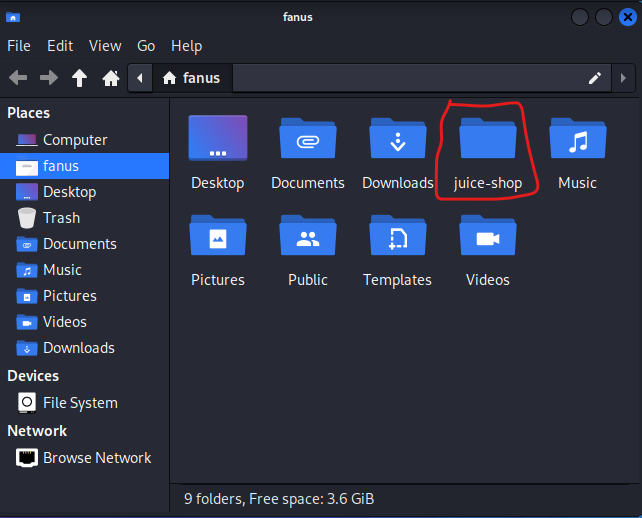 fanus
File Edit View Go Help
fanus
Places
Computer
fanus
Desktop
Trash
Documents
Music
Pictures
Videos
Downloads
Devices
File System
Network
Browse Network
Desktop Documents Downloads juice-shop Music
Pictures Public Templates Videos
9 folders, Free space: 3.6 GiB